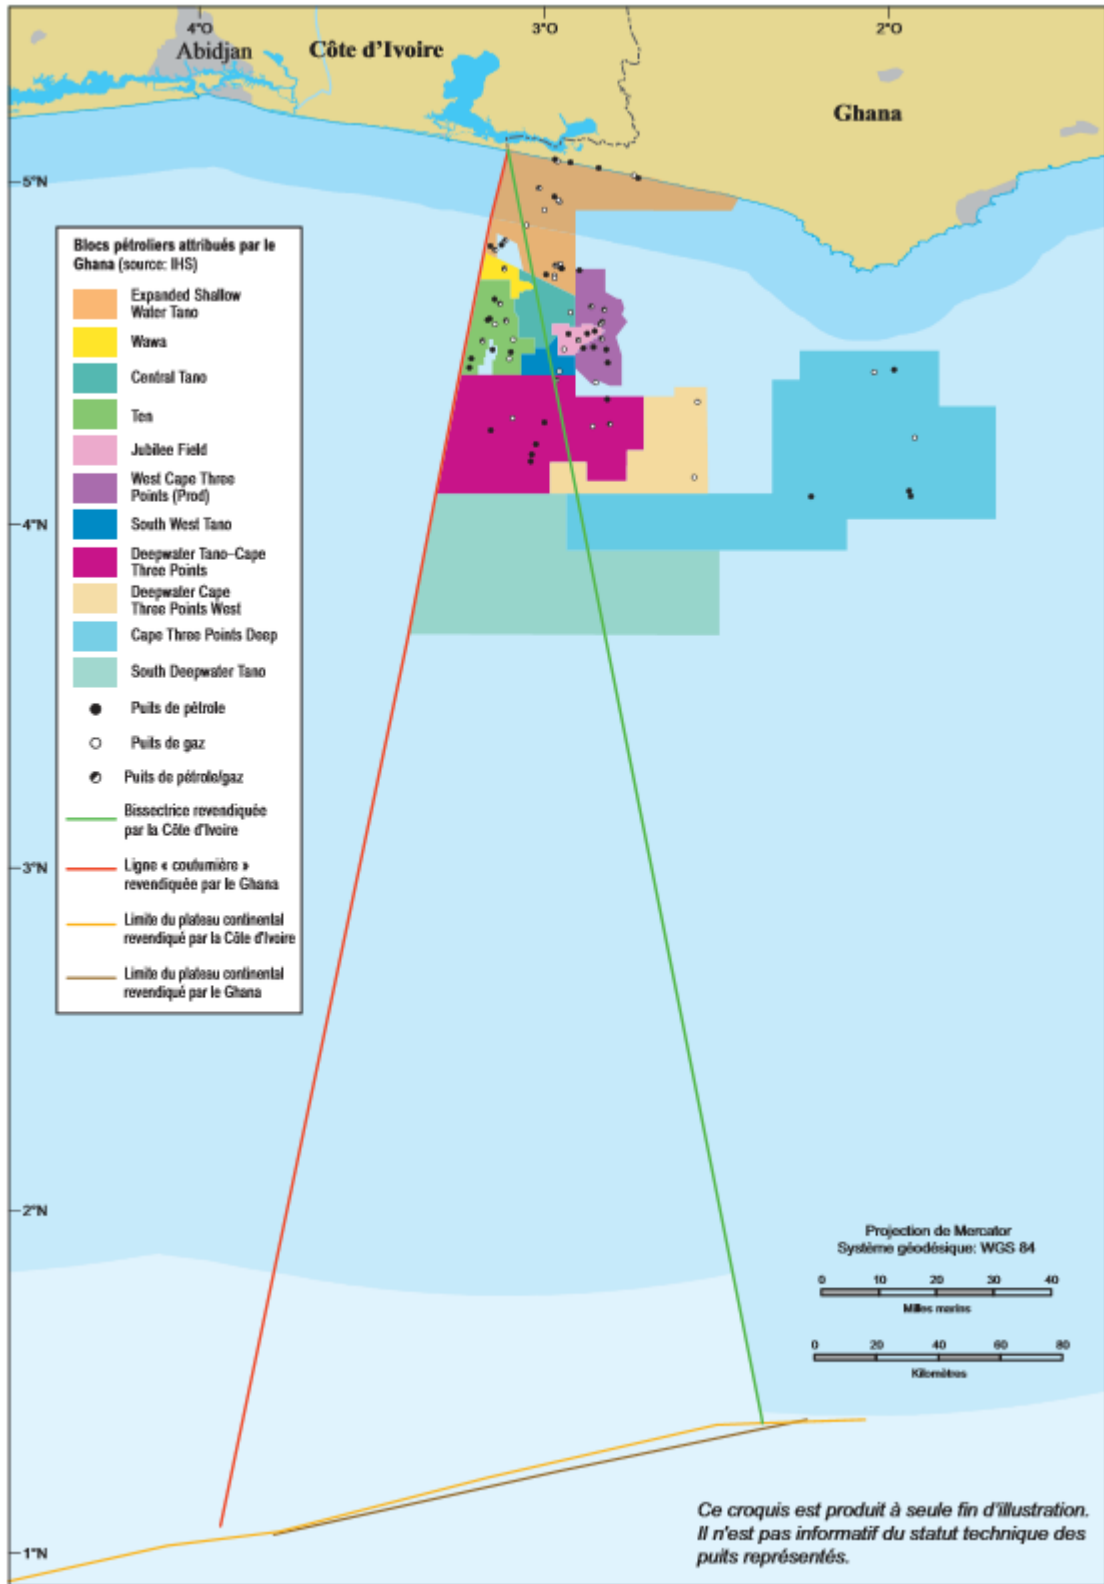 4°O
3°O
2°O
Abidjan
Côte d'Ivoire
Ghana
5°N
Blocs pétroliers attribués par le
Ghana (source: IHS)
Expanded Shallow
Water Tano
Wawa
Central Tano
Ten
Jubilee Field
West Cape Three
Points (Prod)
South West Tano
Deepwater Tano–Cape
Three Points
Deepwater Cape
Three Points West
Cape Three Points Deep
South Deepwater Tano
Puits de pétrole
Puits de gaz
Puits de pétrole/gaz
Bissectrice revendiquée
par la Côte d'Ivoire
Ligne « coutumière »
revendiquée par le Ghana
Limite du plateau continental
revendiqué par la Côte d'Ivoire
Limite du plateau continental
revendiqué par le Ghana
4°N
3°N
2°N
Projection de Mercator
Système géodésique: WGS 84
0 10 20 30 40
Milles marins
0 20 40 60 80
Kilomètres
Ce croquis est produit à seule fin d'illustration.
Il n'est pas informatif du statut technique des
puits représentés.
1°N